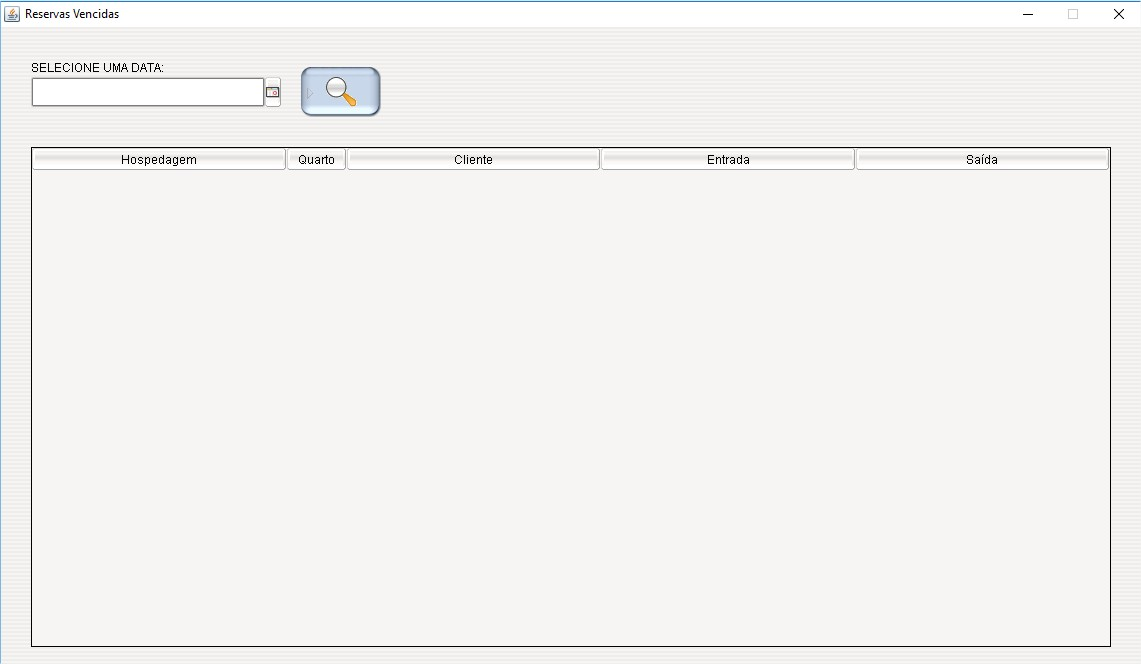 Reservas Vencidas
SELECIONE UMA DATA:
Hospedagem Quarto Cliente Entrada Saída